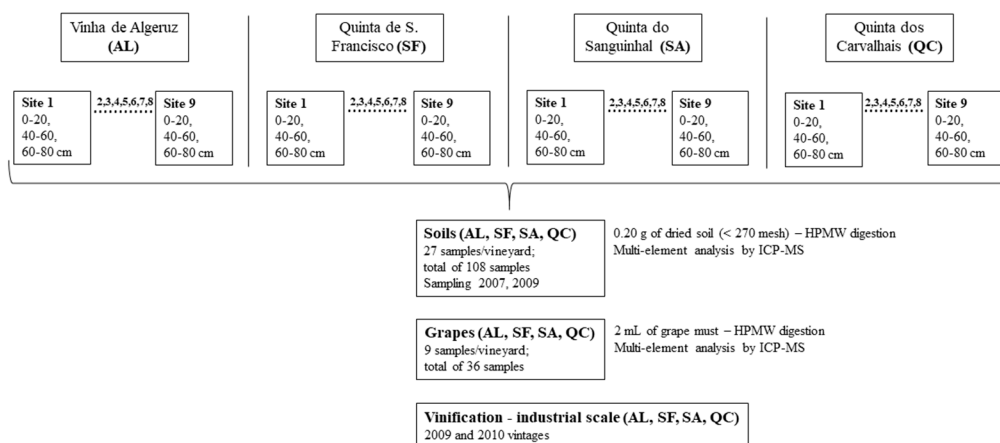 Vinha de Algeruz
(AL)
Quinta de S.
Francisco (SF)
Quinta do
Sanguinhal (SA)
Quinta dos
Carvalhais (QC)
Site 1
0-20,
40-60,
60-80 cm
2,3,4,5,6,7,8
Site 9
0-20,
40-60,
60-80 cm
Site 1
0-20,
40-60,
60-80 cm
2,3,4,5,6,7,8
Site 9
0-20,
40-60,
60-80 cm
Site 1
0-20,
40-60,
60-80 cm
2,3,4,5,6,7,8
Site 9
0-20,
40-60,
60-80 cm
Site 1
0-20,
40-60,
60-80 cm
2,3,4,5,6,7,8
Site 9
0-20,
40-60,
60-80 cm
Soils (AL, SF, SA, QC)
27 samples/vineyard;
total of 108 samples
Sampling 2007, 2009
0.20 g of dried soil (< 270 mesh) – HPMW digestion
Multi-element analysis by ICP-MS
Grapes (AL, SF, SA, QC)
9 samples/vineyard;
total of 36 samples
2 mL of grape must – HPMW digestion
Multi-element analysis by ICP-MS
Vinification - industrial scale (AL, SF, SA, QC)
2009 and 2010 vintages